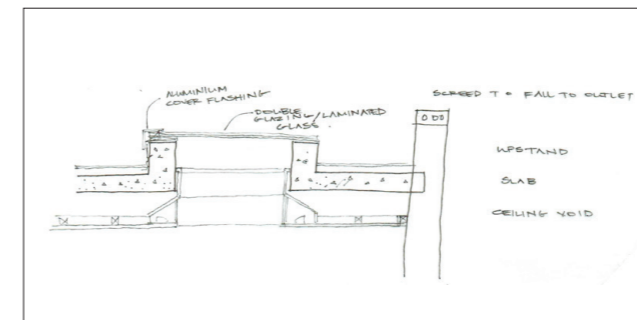 ALUMINIUM
COVER FLASHING
DOUBLE
GLAZING/LAMINATED
GLASS.
SCREED TO FALL TO OUTLET
UPSTAND
SLAB
CEILING VOID